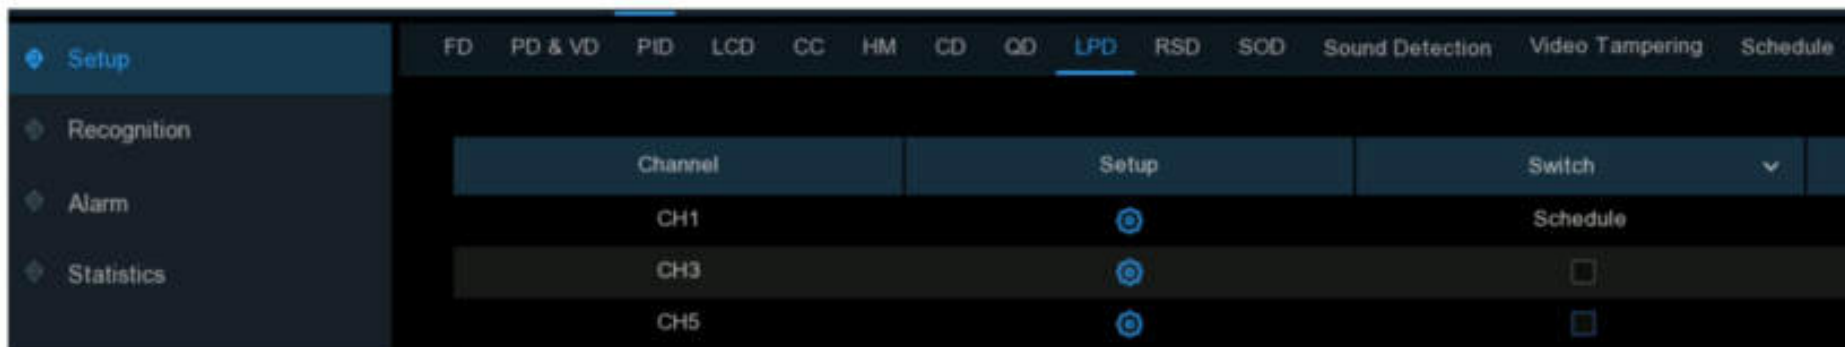 Setup
Recognition
Alarm
Statistics
FD PD & VD PID LCD CC HM CD QD LPD RSD SOD Sound Detection Video Tampering Schedule
Channel Setup Switch
CH1 Schedule
CH3
CH5